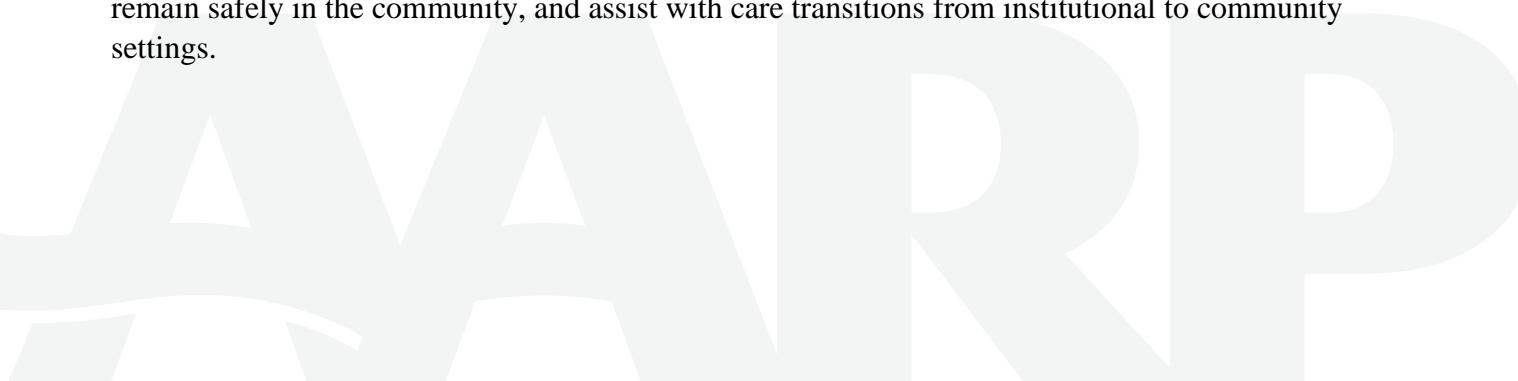 remain safely in the community, and assist with care transitions from institutional to community
settings.
AARP